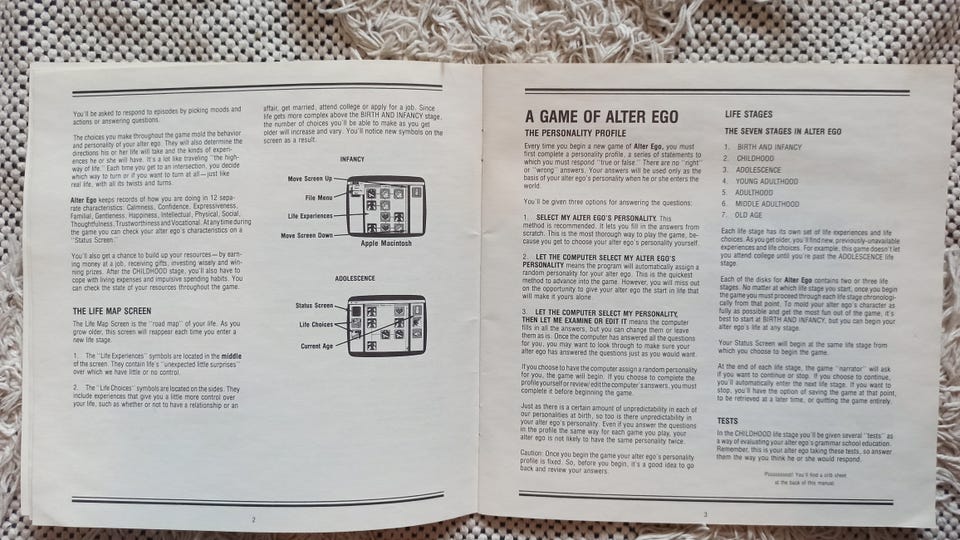 You'll be asked to respond to episodes by picking moods and
actions or answering questions.
The choices you make throughout the game mold the behavior
and personality of your alter ego. They will also determine the
directions his or her life will take and the kinds of experi-
ences he or she will have. It's a lot like traveling "the high-
way of life." Each time you get to an intersection, you decide
which way to turn or if you want to turn at all—just like
real life, with all its twists and turns.
Alter Ego keeps records of how you are doing in 12 sepa-
rate characteristics: Calmness, Confidence, Expressiveness,
Familial, Gentleness, Happiness, Intellectual, Physical, Social,
Thoughtfulness, Trustworthiness and Vocational. At any time during
the game you can check your alter ego's characteristics on a
"Status Screen."
You'll also get a chance to build up your resources—by earn-
ing money at a job, receiving gifts, investing wisely and win-
ning prizes. After the CHILDHOOD stage, you'll also have to
cope with living expenses and impulsive spending habits. You
can check the state of your resources throughout the game.
THE LIFE MAP SCREEN
The Life Map Screen is the "road map" of your life. As you
grow older, this screen will reappear each time you enter a
new life stage.
1. The "Life Experiences" symbols are located in the middle
of the screen. They contain life's "unexpected little surprises"
over which we have little or no control.
2. The "Life Choices" are located on the sides. They
include experiences that give you a little more control over
your life, such as whether or not to have a relationship or an
affair, get married, attend college or apply for a job. Since
life gets more complex above the BIRTH AND INFANCY stage,
the number of choices you'll be able to make as you get
older will increase and vary. You'll notice new symbols on the
screen as a result.
INFANCY
Move Screen Up
File Menu
Life Experiences
Move Screen Down
Apple Macintosh
ADOLESCENCE
Status Screen
Life Choices
Current Age
2
A GAME OF ALTER EGO
THE PERSONALITY PROFILE
Every time you begin a new game of Alter Ego, you must
first complete a personality profile, a series of statements to
which you must respond "true or false." There are no "right"
or "wrong" answers. Your answers will be used only as the
basis of your alter ego's personality when he or she enters the
world.
You'll be given three options for answering the questions:
1. SELECT MY ALTER EGO'S PERSONALITY. This
method is recommended. It lets you fill in the answers from
scratch. This is the most thorough way to play the game, be-
cause you get to choose your alter ego's personality yourself.
2. LET THE COMPUTER SELECT MY ALTER EGO'S
PERSONALITY means the program will automatically assign a
random personality for your alter ego. This is the quickest
method to advance into the game. However, you will miss out
on the opportunity to give your alter ego the start in life that
will make it yours alone.
3. LET THE COMPUTER SELECT MY PERSONALITY,
THEN LET ME EXAMINE OR EDIT IT means the computer
fills in all the answers, but you can change them or leave
them as is. Once the computer has answered all the questions
for you, you may want to look through to make sure your
alter ego has answered the questions just as you would want.
If you choose to have the computer assign a random personality
for you, the game will begin. If you choose to complete the
profile yourself or review/edit the computer's answers, you must
complete it before beginning the game.
Just as there is a certain amount of unpredictability in each of
our personalities at birth, so too is there unpredictability in
your alter ego's personality. Even if you answer the questions
in the profile the same way for each game you play, your
alter ego is not likely to have the same personality twice.
Caution: Once you begin the game your alter ego's personality
profile is fixed. So, before you begin, it's a good idea to go
back and review your answers.
LIFE STAGES
THE SEVEN STAGES IN ALTER EGO
1. BIRTH AND INFANCY
2. CHILDHOOD
3. ADOLESCENCE
4. YOUNG ADULTHOOD
5. ADULTHOOD
6. MIDDLE ADULTHOOD
7. OLD AGE
Each life stage has its own set of life experiences and life
choices. As you get older, you'll find new, previously-unavailable
experiences and life choices. For example, this game doesn't let
you attend college until you're past the ADOLESCENCE life
stage.
Each of the disks for Alter Ego contains two or three life
stages. No matter at which life stage you start, once you begin
the game you must proceed through each life stage chronologi-
cally from that point. To mold your alter ego's character as
fully as possible and get the most fun out of the game, it's
best to start at BIRTH AND INFANCY, but you can begin your
alter ego's life at any stage.
Your Status Screen will begin at the same life stage from
which you choose to begin the game.
At the end of each life stage, the game "narrator" will ask
if you want to continue or stop. If you choose to continue,
you'll automatically enter the next life stage. If you want to
stop, you'll have the option of saving the game at that point,
to be retrieved at a later time, or quitting the game entirely.
TESTS
In the CHILDHOOD life stage you'll be given several "tests" as
a way of evaluating your alter ego's grammar school education.
Remember, this is your alter ego taking these tests, so answer
them the way you think he or she would respond.
You'll find a crib sheet
at the back of this manual.
3